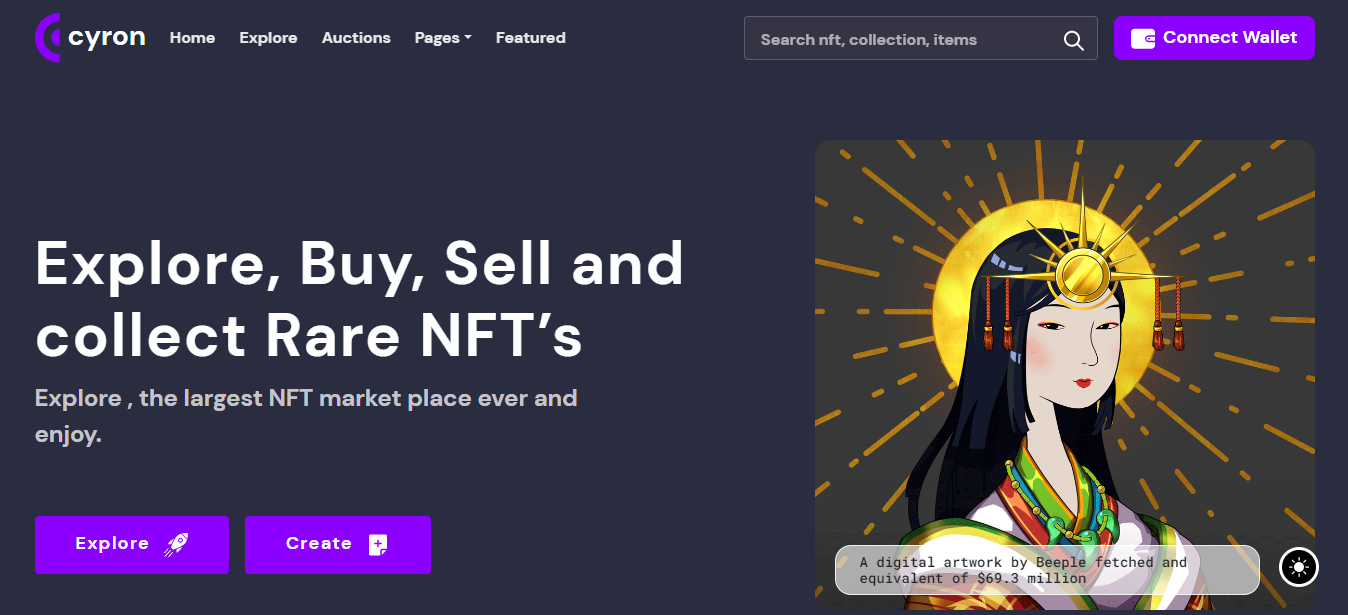 cyron
Home Explore Auctions Pages Featured
Search nft, collection, items
Connect Wallet
Explore, Buy, Sell and
collect Rare NFT’s
Explore , the largest NFT market place ever and
enjoy.
Explore
Create
A digital artwork by Beeple fetched and
equivalent of $69.3 million